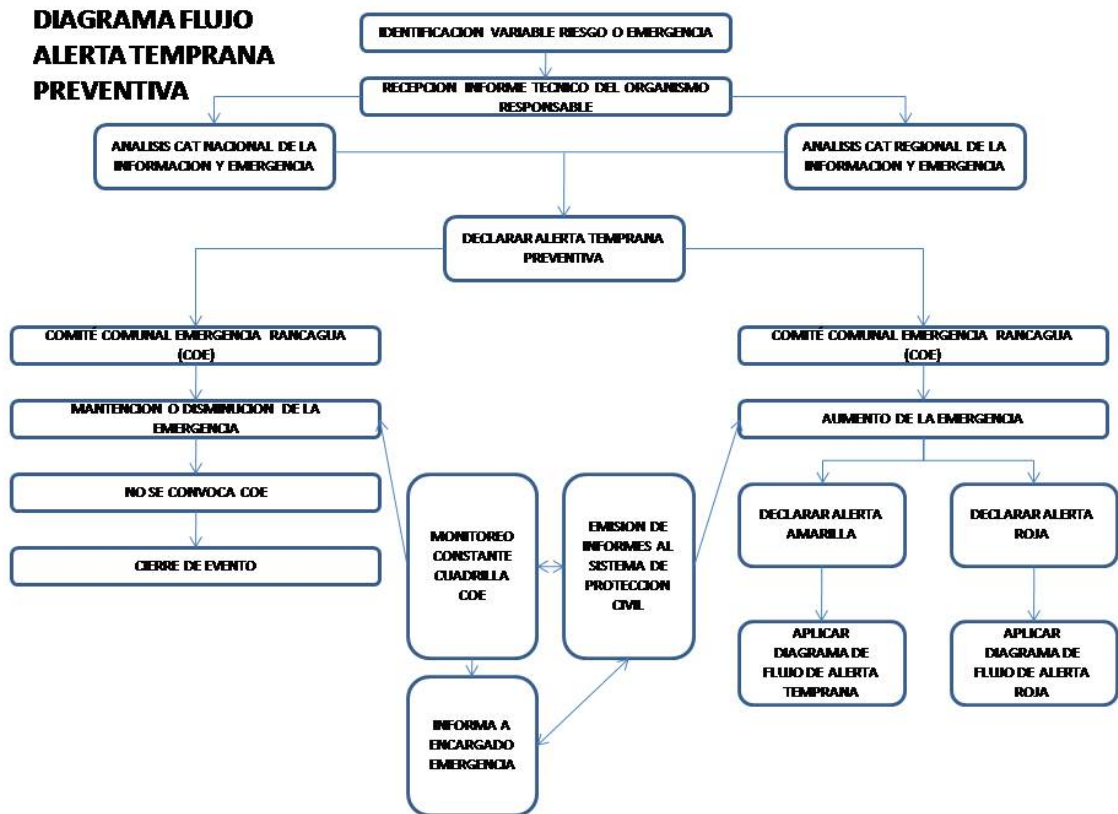 DIAGRAMA FLUJO
ALERTA TEMPRANA
PREVENTIVA
IDENTIFICACION VARIABLE RIESGO O EMERGENCIA
RECEPCION INFORME TECNICO DEL ORGANISMO
RESPONSABLE
ANALISIS CAT NACIONAL DE LA
INFORMACION Y EMERGENCIA
ANALISIS CAT REGIONAL DE LA
INFORMACION Y EMERGENCIA
DECLARAR ALERTA TEMPRANA
PREVENTIVA
COMITÉ COMUNAL EMERGENCIA RANCAGUA
(COE)
MANTENCION O DISMINUCION DE LA
EMERGENCIA
NO SE CONVOCA COE
CIERRE DE EVENTO
MONITOREO
CONSTANTE
CUADRILLA
COE
INFORMA A
ENCARGADO
EMERGENCIA
EMISION DE
INFORMES AL
SISTEMA DE
PROTECCION
CIVIL
COMITÉ COMUNAL EMERGENCIA RANCAGUA
(COE)
AUMENTO DE LA EMERGENCIA
DECLARAR ALERTA
AMARILLA
DECLARAR ALERTA
ROJA
APLICAR
DIAGRAMA DE
FLUJO DE ALERTA
TEMPRANA
APLICAR
DIAGRAMA DE
FLUJO DE ALERTA
ROJA